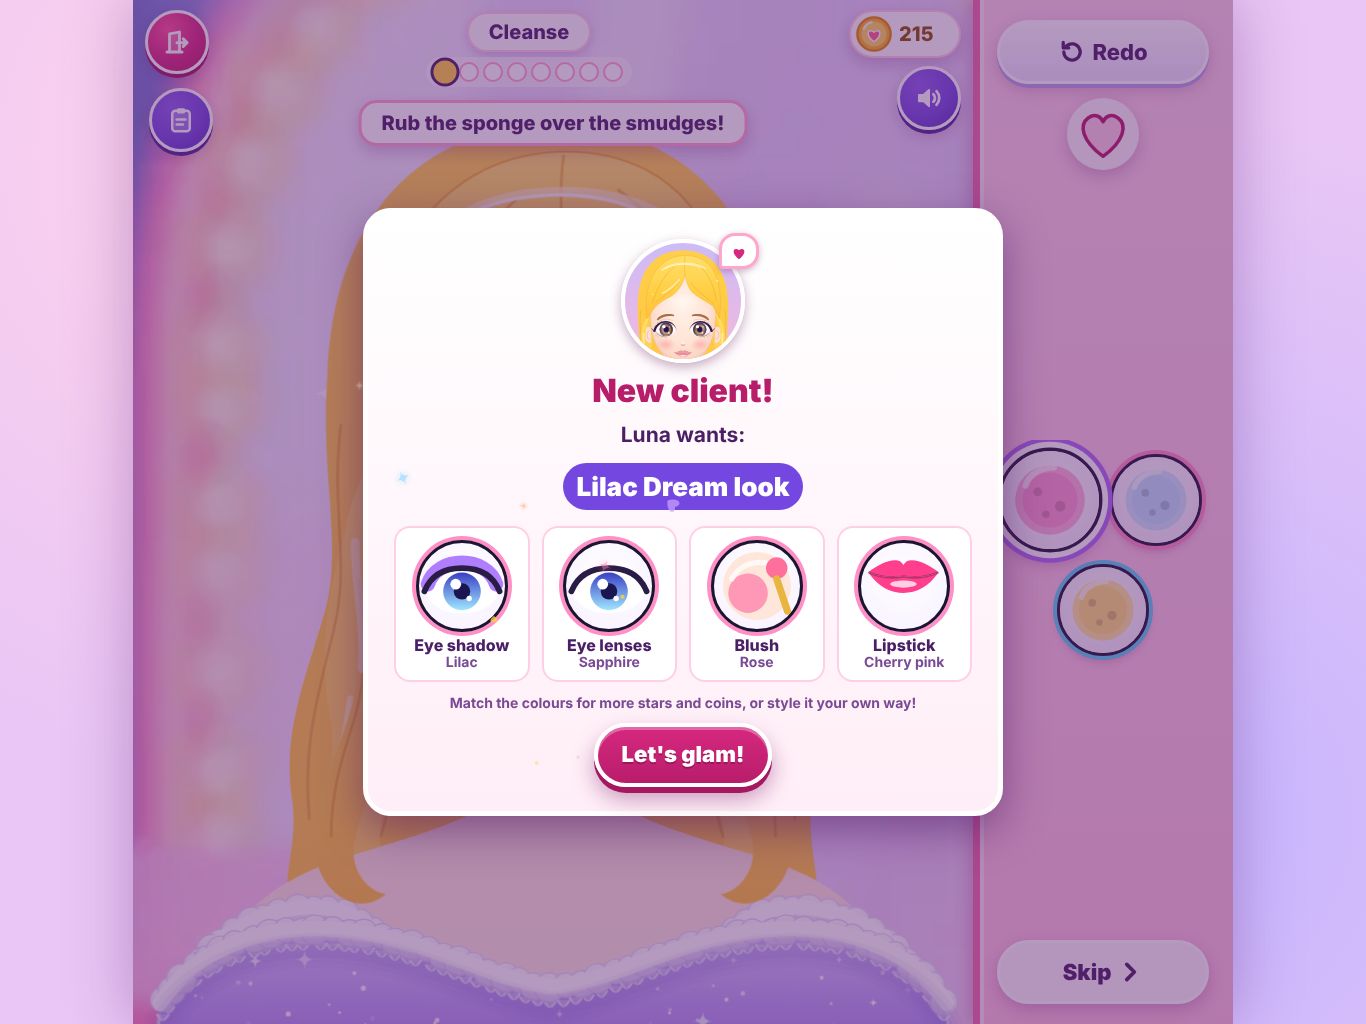 Cleanse
215
Redo
Rub the sponge over the smudges!
New client!
Luna wants:
Lilac Dream look
Eye shadow
Lilac
Eye lenses
Sapphire
Blush
Rose
Lipstick
Cherry pink
Match the colours for more stars and coins, or style it your own way!
Let's glam!
Skip